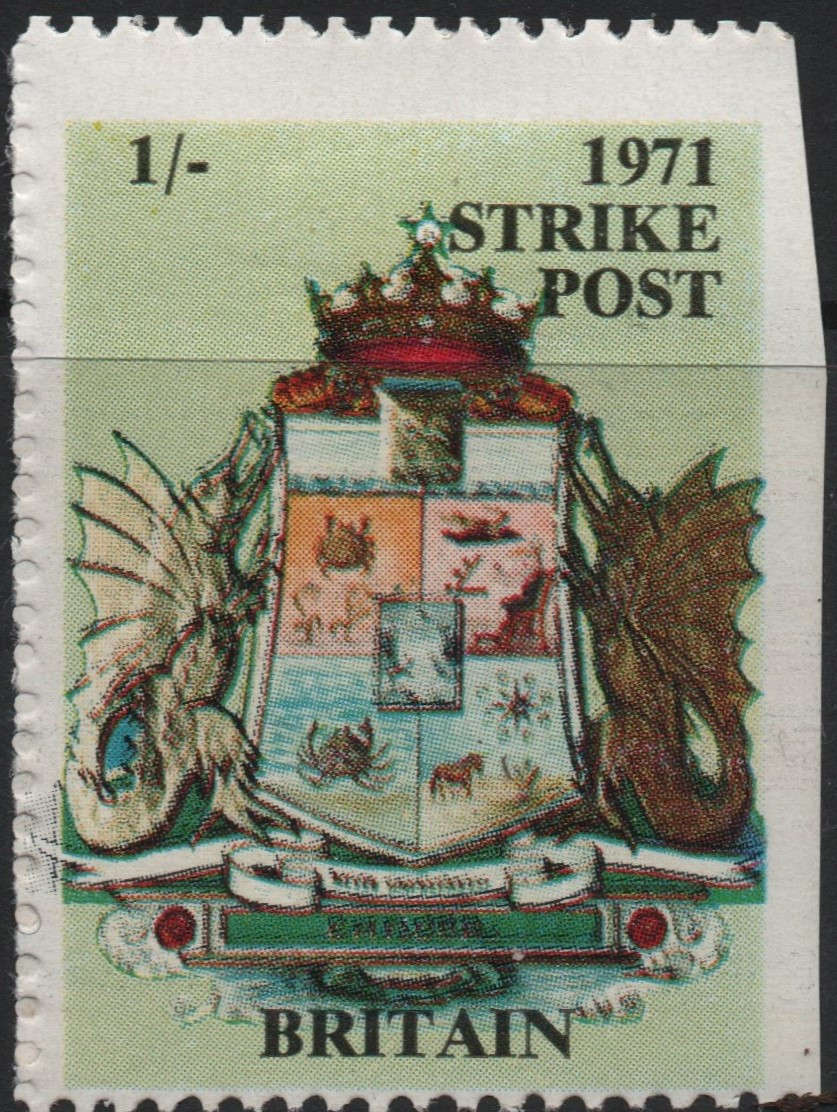 1/-
1971
STRIKE
POST
BRITAIN